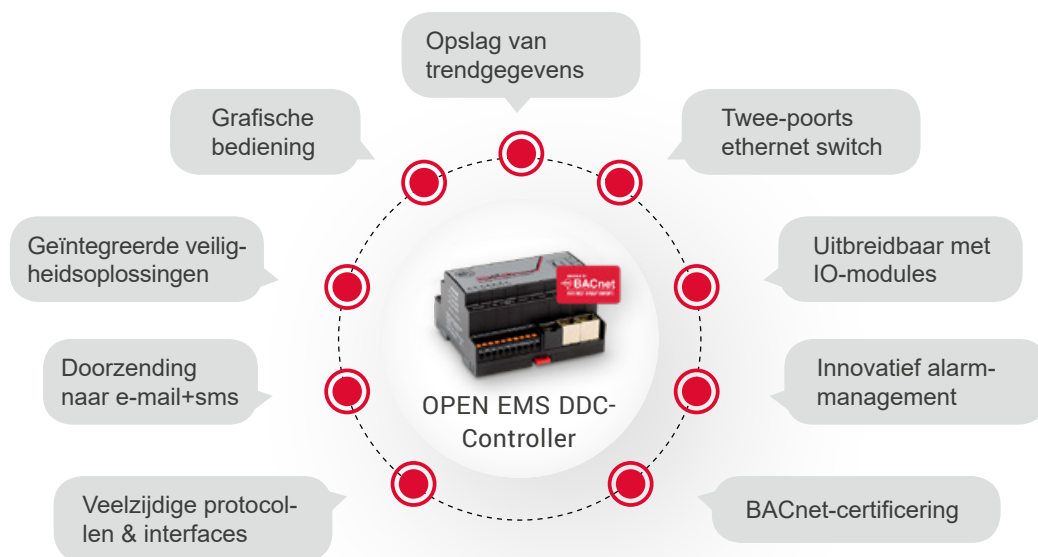 Opslag van
trendgegevens
Grafische
bediening
Twee-poorts
ethernet switch
Geïntegreerde veilig-
heidsoplossingen
Uitbreidbaar met
IO-modules
BACnet
Doorzending
naar e-mail+sms
OPEN EMS DDC-
Controller
Innovatief alarm-
management
Veelzijdige protocol-
len & interfaces
BACnet-certificering